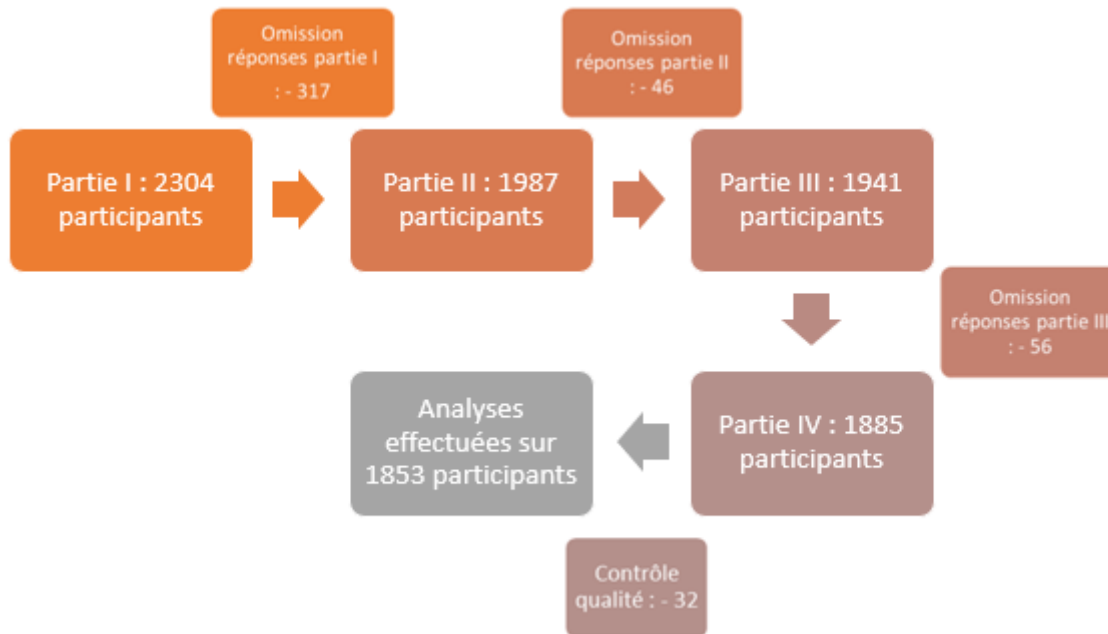 Omission
réponses partie I
: - 317
Omission
réponses partie II
: - 46
Partie I : 2304
participants
Partie II : 1987
participants
Partie III : 1941
participants
Omission
réponses partie III
: - 56
Analyses
effectuées sur
1853 participants
Partie IV : 1885
participants
Contrôle
qualité : - 32